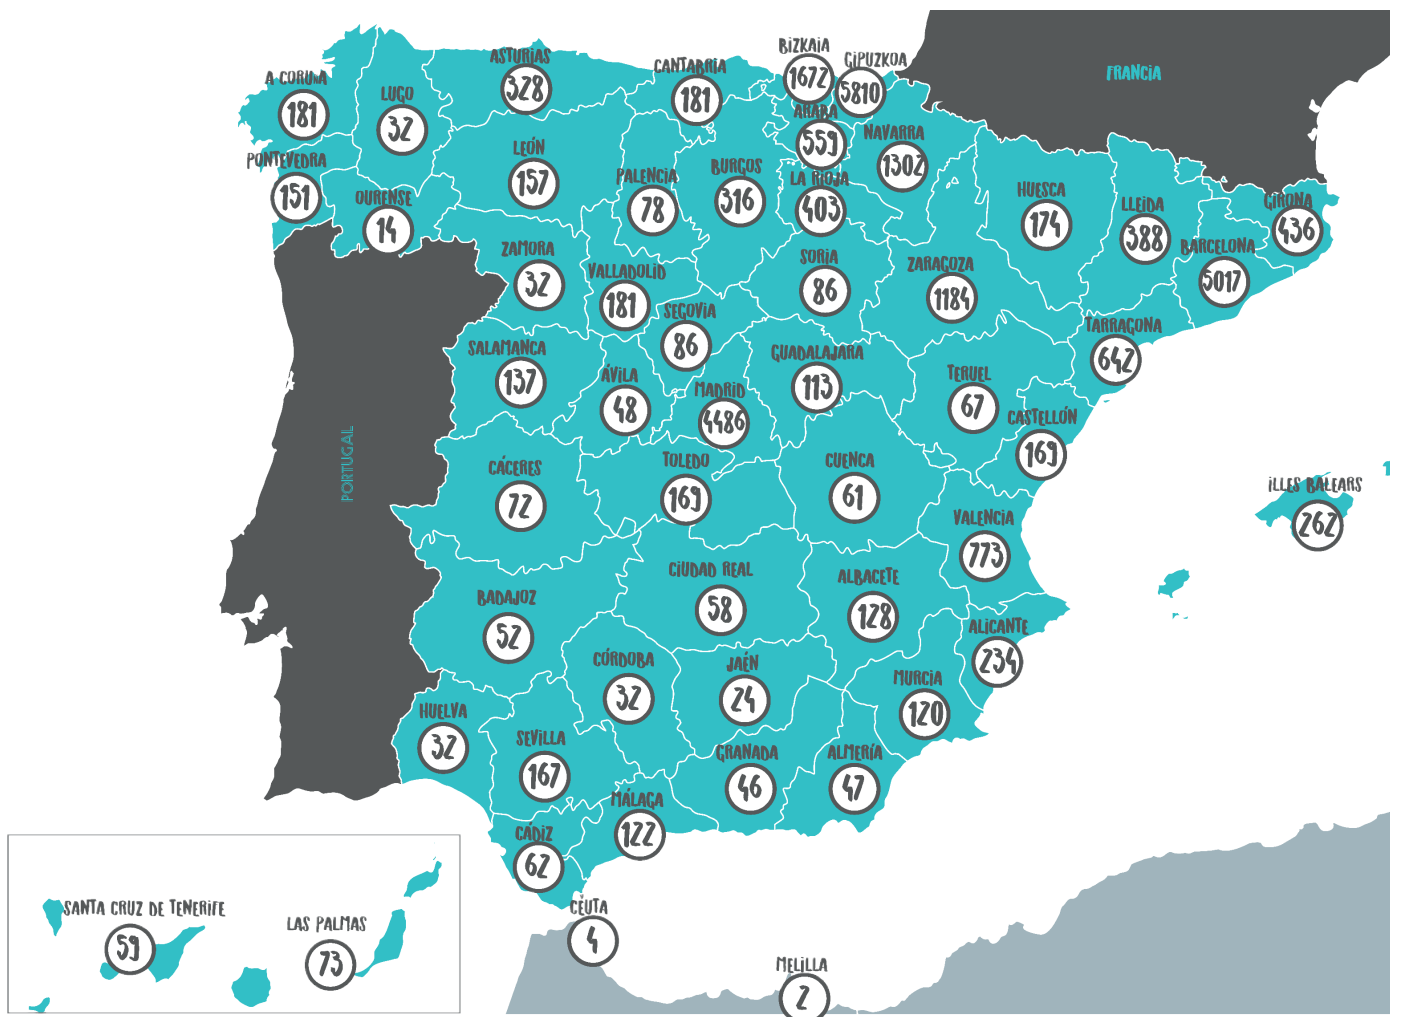 BIZKAIA
1672
GIPUZKOA
5810
ASTURIAS
328
CANTABRIA
181
A CORUÑA
181
LUGO
32
FRANCIA
ARABA
559
NAVARRA
1302
LEÓN
157
PALENCIA
78
BURGOS
316
LA RIOJA
403
PONTEVEDRA
151
OURENSE
14
HUESCA
174
LLEIDA
388
GIRONA
436
BARCELONA
5017
ZAMORA
32
VALLADOLID
181
SORIA
86
ZARAGOZA
1184
SEGOVIA
86
TARRAGONA
642
SALAMANCA
137
ÁVILA
48
MADRID
4486
GUADALAJARA
113
TERUEL
67
CASTELLÓN
169
PORTUGAL
CÁCERES
72
TOLEDO
169
CUENCA
61
ILLES BALEARS
262
VALENCIA
773
BADAJOZ
52
CIUDAD REAL
58
ALBACETE
128
ALICANTE
234
CÓRDOBA
32
JAÉN
24
MURCIA
120
HUELVA
32
SEVILLA
167
GRANADA
46
ALMERÍA
47
MÁLAGA
122
CÁDIZ
62
SANTA CRUZ DE TENERIFE
59
LAS PALMAS
73
CEUTA
4
MELILLA
2